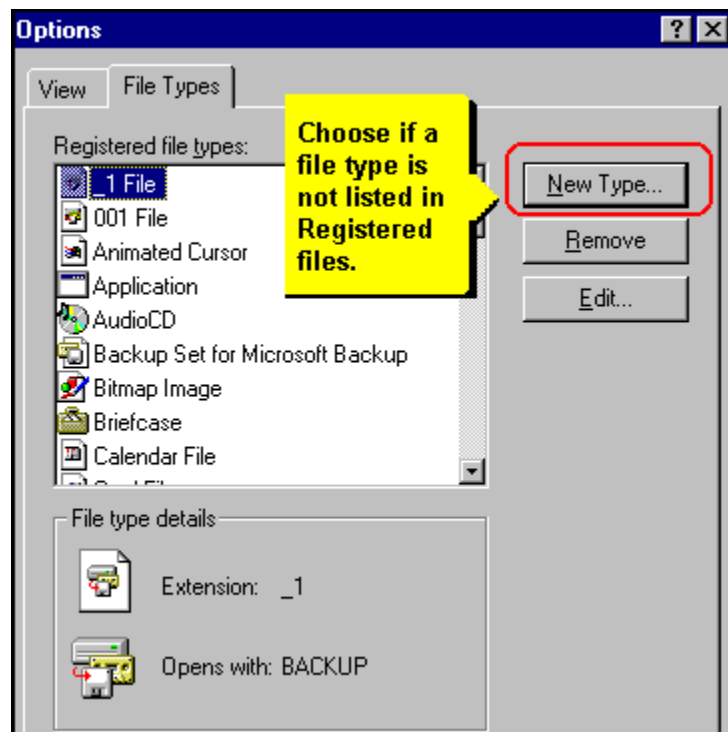 Options
? X
View
File Types
Registered file types:
_1 File
001 File
Animated Cursor
Application
AudioCD
Backup Set for Microsoft Backup
Bitmap Image
Briefcase
Calendar File
Choose if a
file type is
not listed in
Registered
files.
New Type...
Remove
Edit...
File type details
Extension: _1
Opens with: BACKUP